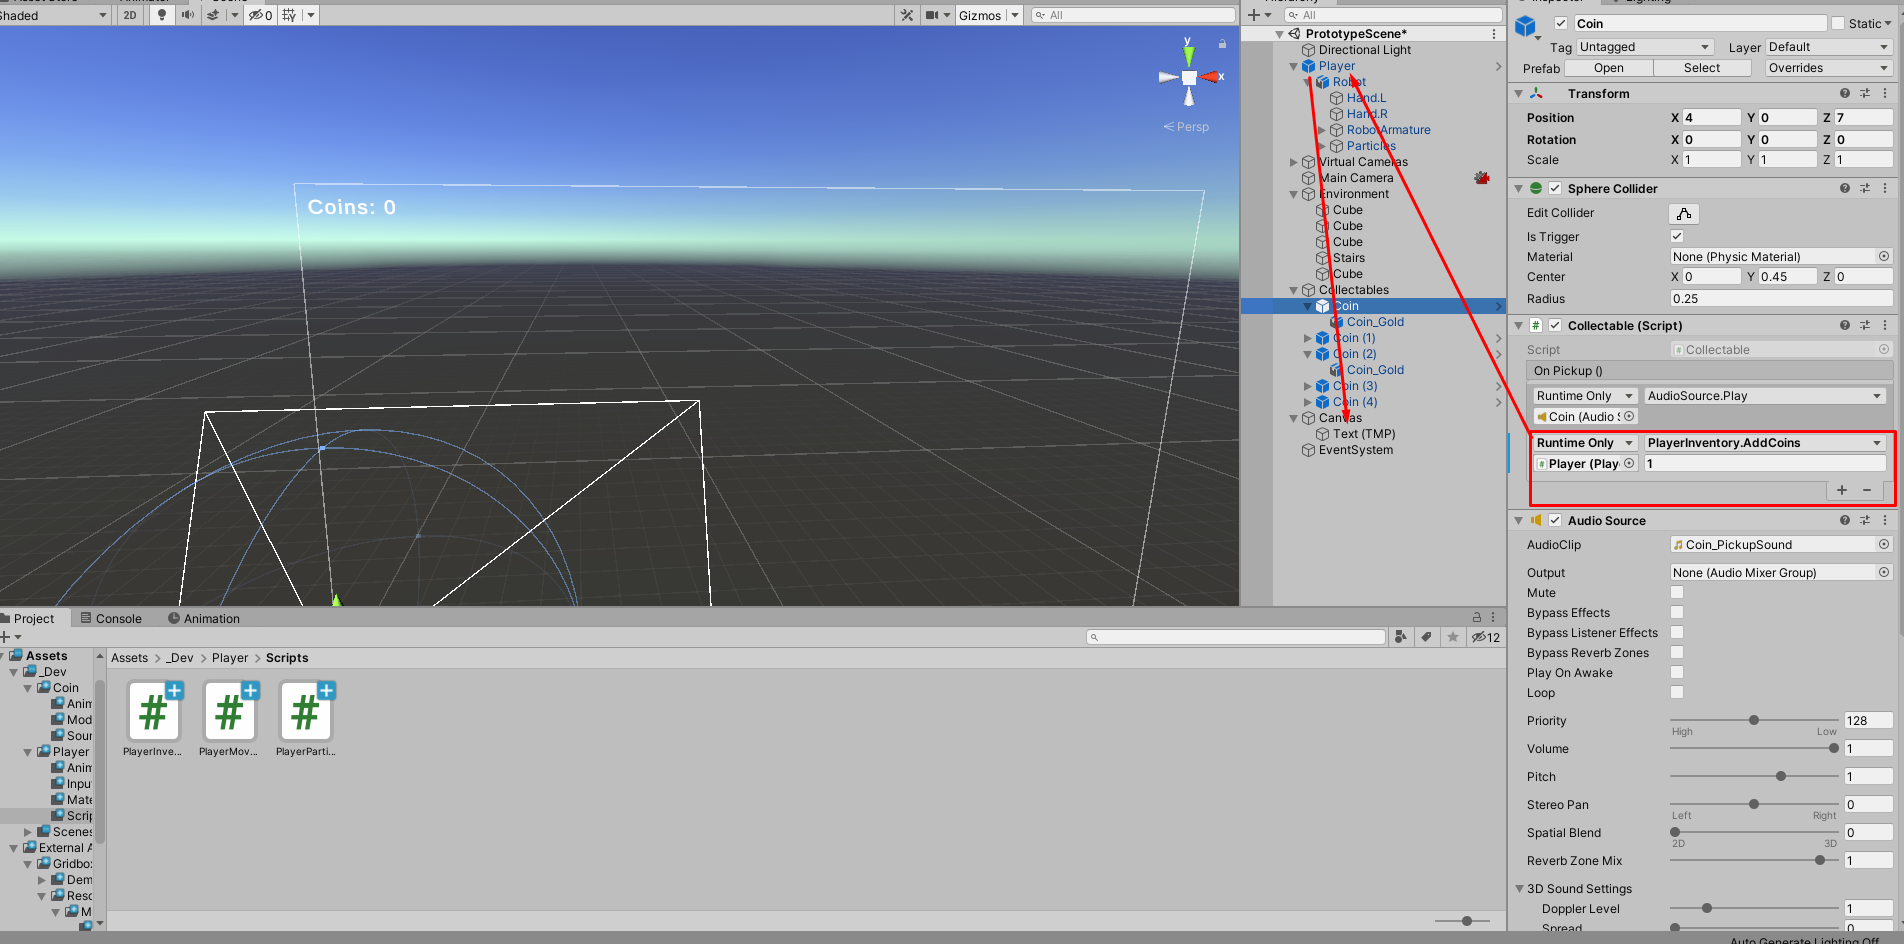 Shaded
2D
0
Gizmos
All
y
x
Persp
Coins: 0
All
PrototypeScene*
Directional Light
Player
Robot
Hand.L
Hand.R
RobotArmature
Particles
Virtual Cameras
Main Camera
Environment
Cube
Cube
Cube
Stairs
Cube
Collectables
Coin
Coin_Gold
Coin (1)
Coin (2)
Coin_Gold
Coin (3)
Coin (4)
Canvas
Text (TMP)
EventSystem
Inspector
Lighting
Coin
Static
Tag Untagged Layer Default
Prefab Open Select Overrides
Transform
Position X 4 Y 0 Z 7
Rotation X 0 Y 0 Z 0
Scale X 1 Y 1 Z 1
Sphere Collider
Edit Collider
Is Trigger
Material None (Physic Material)
Center X 0 Y 0.45 Z 0
Radius 0.25
# Collectable (Script)
Script # Collectable
On Pickup ()
Runtime Only AudioSource.Play
Coin (Audio S
Runtime Only PlayerInventory.AddCoins
# Player (Play 1
+ −
Audio Source
AudioClip Coin_PickupSound
Output None (Audio Mixer Group)
Mute
Bypass Effects
Bypass Listener Effects
Bypass Reverb Zones
Play On Awake
Loop
Priority 128
High Low
Volume 1
Pitch 1
Stereo Pan 0
Left Right
Spatial Blend 0
2D 3D
Reverb Zone Mix 1
3D Sound Settings
Doppler Level 1
Spread 0
Auto Generate Lighting Off
Project Console Animation
12
Assets
_Dev
Coin
Anim
Mod
Sour
Player
Anim
Inpu
Mate
Scrip
Scenes
External A
Gridbo
Dem
Reso
M
Assets > _Dev > Player > Scripts
# # #
PlayerInve... PlayerMov... PlayerParti...